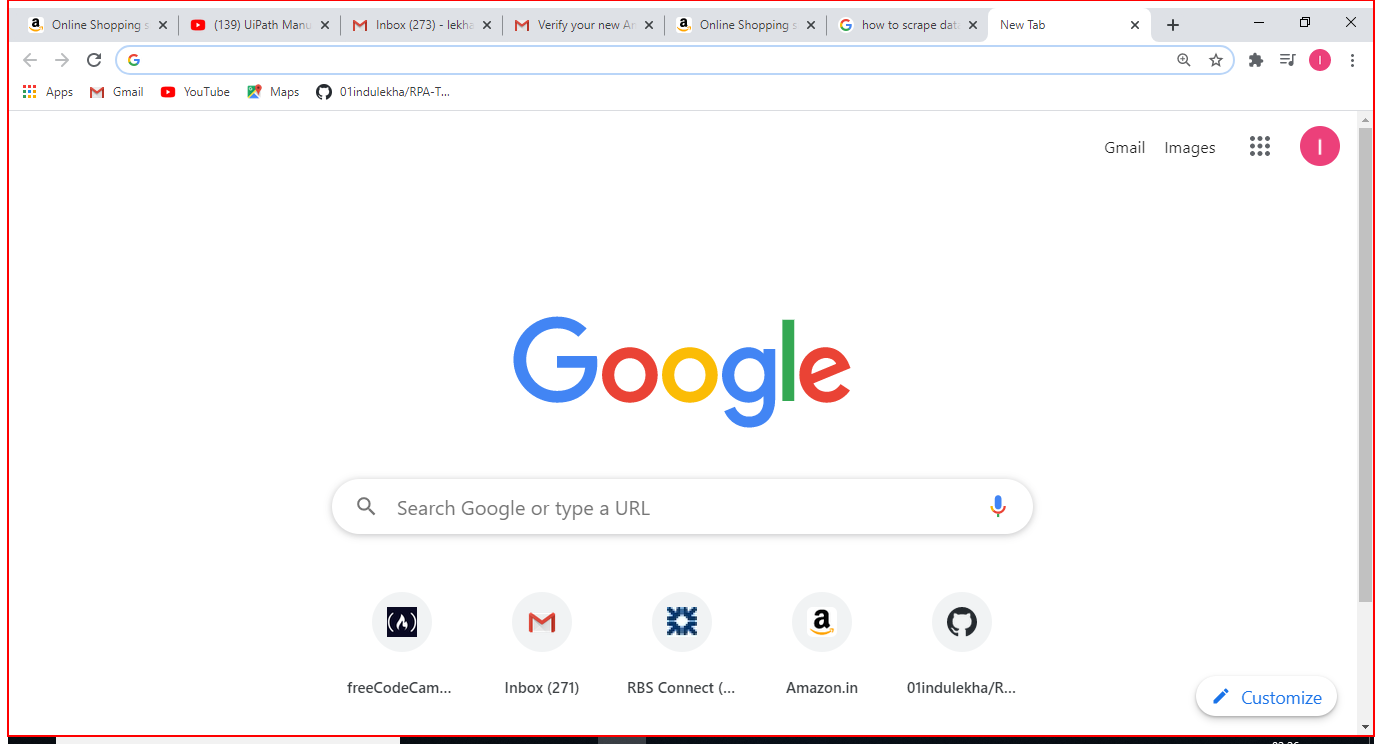 Online Shopping s
(139) UiPath Manu
Inbox (273) - lekha
Verify your new Am
Online Shopping s
how to scrape data
New Tab
Apps
Gmail
YouTube
Maps
01indulekha/RPA-T...
Gmail
Images
I
Google
Search Google or type a URL
freeCodeCam...
Inbox (271)
RBS Connect (...
Amazon.in
01indulekha/R...
Customize